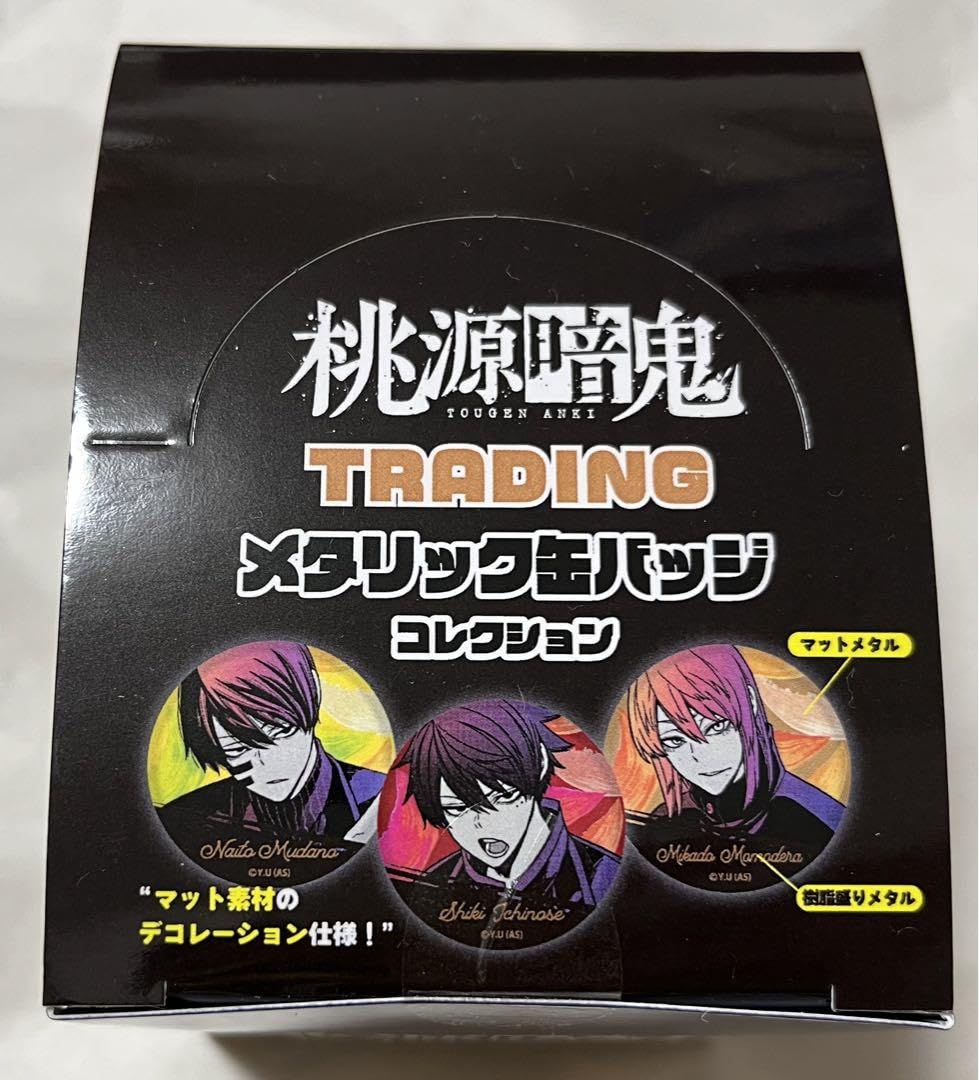 桃源暗鬼
TOUGEN ANKI
TRADING
メタリック缶バッジ
コレクション
マットメタル
Naito Mudano
©Y.U (AS)
Shiki Ichinose
©Y.U (AS)
Mikado Momodera
©Y.U (AS)
樹脂盛りメタル
“マット素材の
デコレーション仕様！”